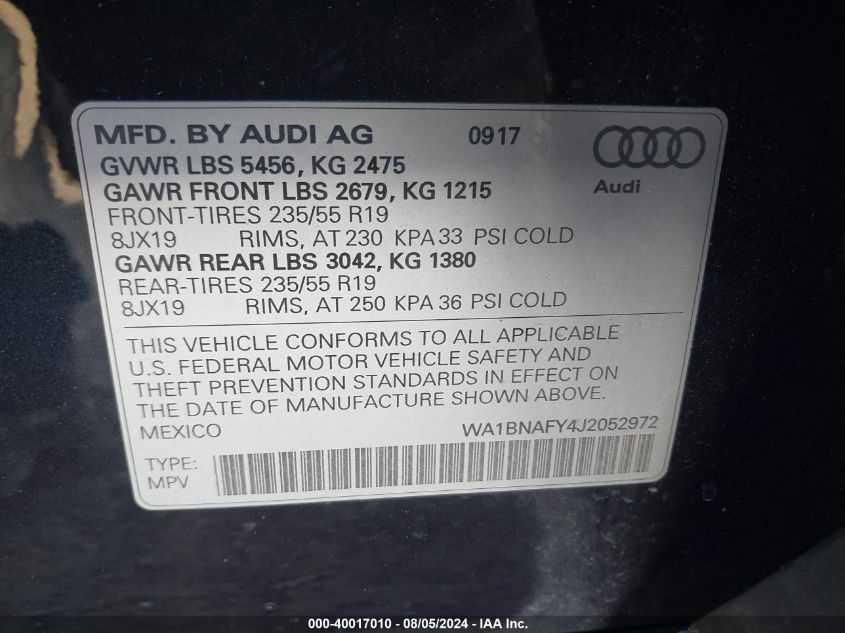 MFD. BY AUDI AG 0917
GVWR LBS 5456, KG 2475
GAWR FRONT LBS 2679, KG 1215
Audi
FRONT-TIRES 235/55 R19
8JX19 RIMS, AT 230 KPA 33 PSI COLD
GAWR REAR LBS 3042, KG 1380
REAR-TIRES 235/55 R19
8JX19 RIMS, AT 250 KPA 36 PSI COLD
THIS VEHICLE CONFORMS TO ALL APPLICABLE
U.S. FEDERAL MOTOR VEHICLE SAFETY AND
THEFT PREVENTION STANDARDS IN EFFECT ON
THE DATE OF MANUFACTURE SHOWN ABOVE.
MEXICO WA1BNAFY4J2052972
TYPE:
MPV
000-40017010 - 08/05/2024 - IAA Inc.